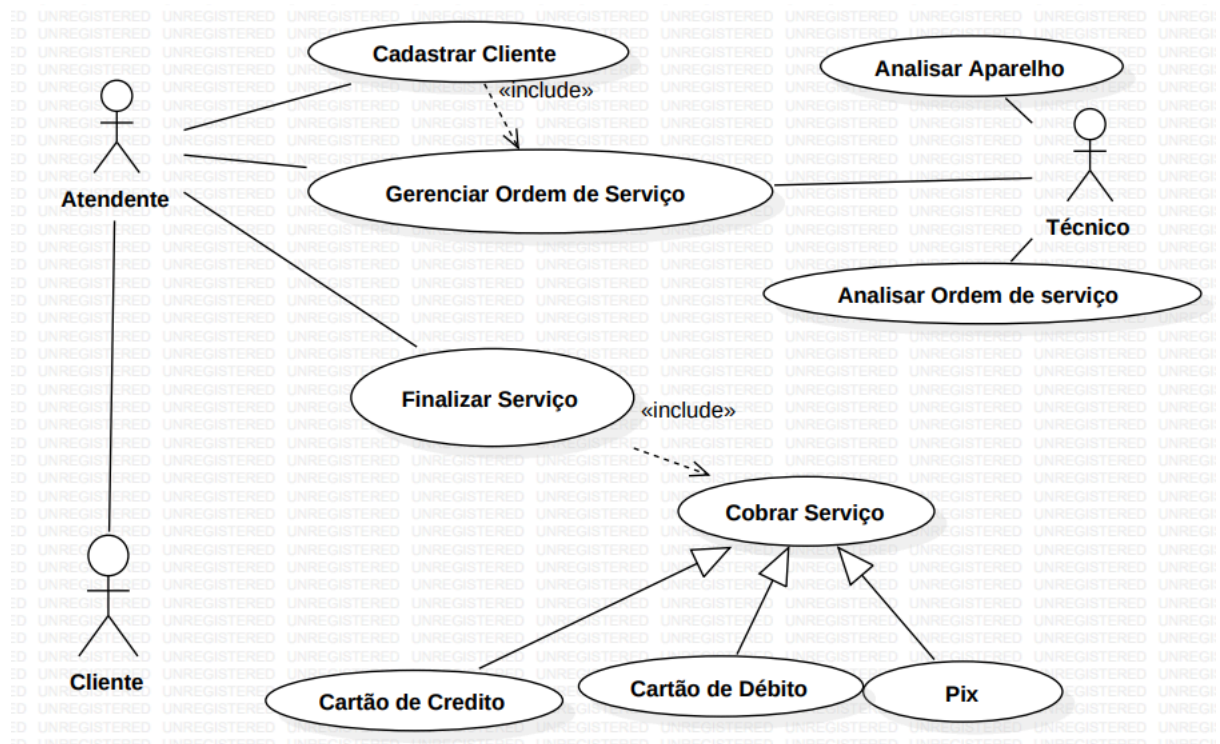 Cadastrar Cliente
Analisar Aparelho
«include»
Gerenciar Ordem de Serviço
Atendente
Técnico
Analisar Ordem de serviço
Finalizar Serviço
«include»
Cobrar Serviço
Cliente
Cartão de Credito
Cartão de Débito
Pix
UNREGISTERED